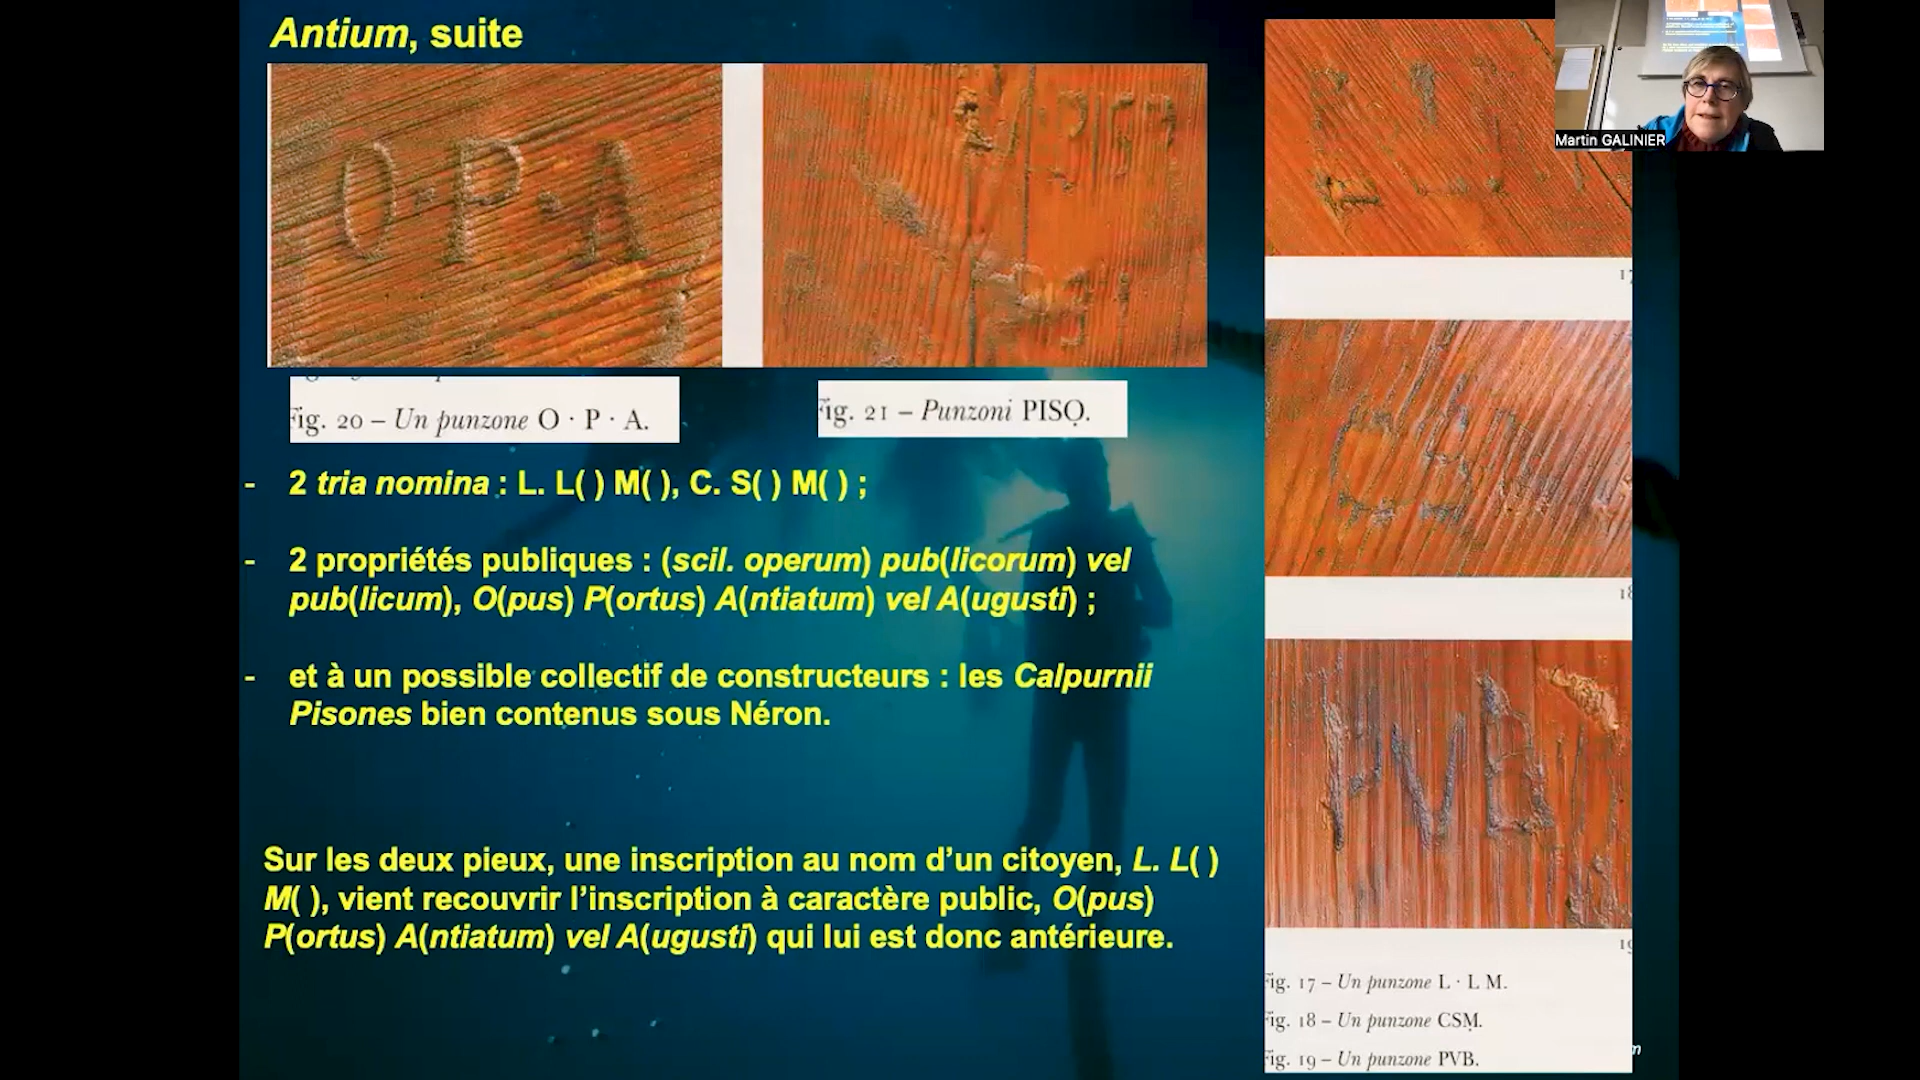 Antium, suite
O · P · A
PISO
Fig. 20 – Un punzone O · P · A.
Fig. 21 – Punzoni PISỌ.
- 2 tria nomina : L. L( ) M( ), C. S( ) M( ) ;
- 2 propriétés publiques : (scil. operum) pub(licorum) vel
pub(licum), O(pus) P(ortus) A(ntiatum) vel A(ugusti) ;
- et à un possible collectif de constructeurs : les Calpurnii
Pisones bien contenus sous Néron.
Sur les deux pieux, une inscription au nom d’un citoyen, L. L( )
M( ), vient recouvrir l’inscription à caractère public, O(pus)
P(ortus) A(ntiatum) vel A(ugusti) qui lui est donc antérieure.
Martin GALINIER
PVB
Fig. 17 – Un punzone L · L M.
Fig. 18 – Un punzone CSṂ.
Fig. 19 – Un punzone PVB.